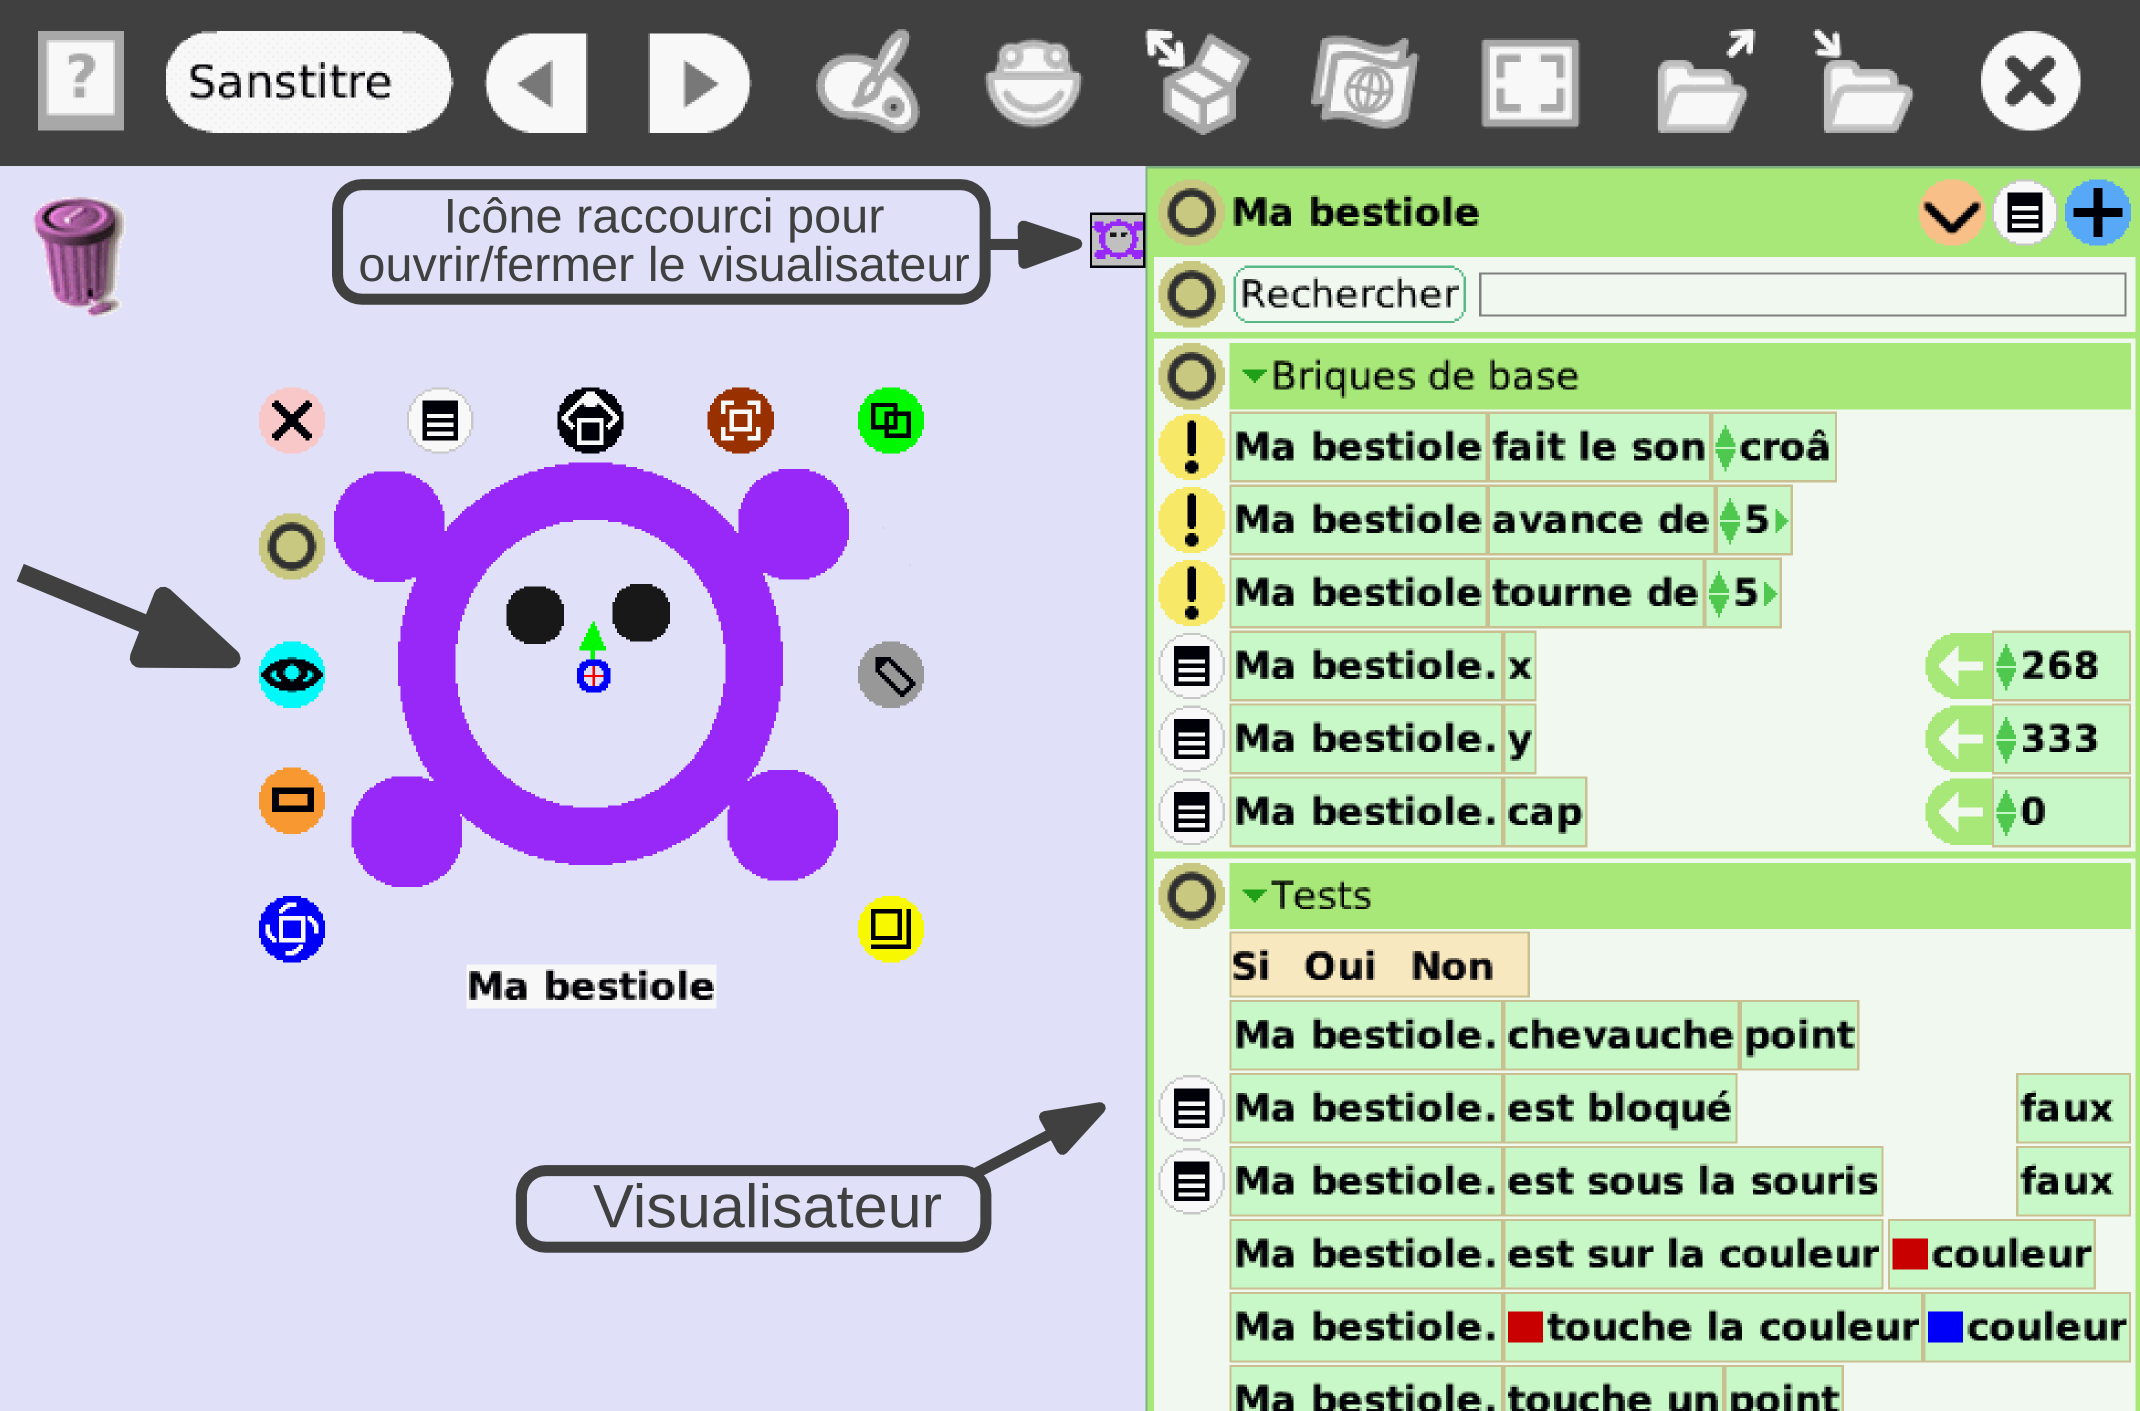 ?
Sanstitre
Icône raccourci pour
ouvrir/fermer le visualisateur
Ma bestiole
Visualisateur
Ma bestiole
Rechercher
Briques de base
! Ma bestiole fait le son croâ
! Ma bestiole avance de 5
! Ma bestiole tourne de 5
Ma bestiole. x 268
Ma bestiole. y 333
Ma bestiole. cap 0
Tests
Si Oui Non
Ma bestiole. chevauche point
Ma bestiole. est bloqué faux
Ma bestiole. est sous la souris faux
Ma bestiole. est sur la couleur couleur
Ma bestiole. touche la couleur couleur
Ma bestiole. touche un point